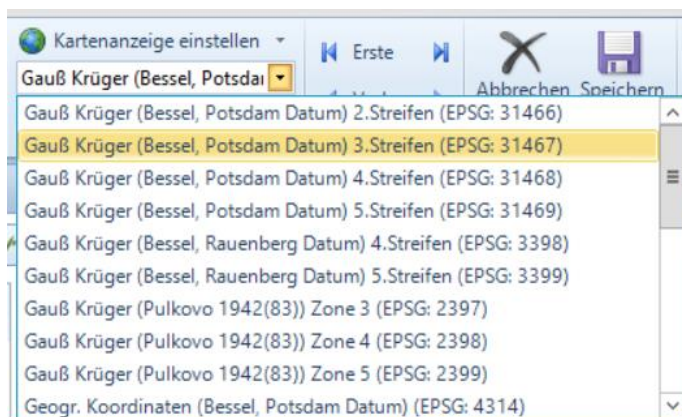 Kartenanzeige einstellen
Erste
Gauß Krüger (Bessel, Potsda
Abbrechen Speichern
Gauß Krüger (Bessel, Potsdam Datum) 2.Streifen (EPSG: 31466)
Gauß Krüger (Bessel, Potsdam Datum) 3.Streifen (EPSG: 31467)
Gauß Krüger (Bessel, Potsdam Datum) 4.Streifen (EPSG: 31468)
Gauß Krüger (Bessel, Potsdam Datum) 5.Streifen (EPSG: 31469)
Gauß Krüger (Bessel, Rauenberg Datum) 4.Streifen (EPSG: 3398)
Gauß Krüger (Bessel, Rauenberg Datum) 5.Streifen (EPSG: 3399)
Gauß Krüger (Pulkovo 1942(83)) Zone 3 (EPSG: 2397)
Gauß Krüger (Pulkovo 1942(83)) Zone 4 (EPSG: 2398)
Gauß Krüger (Pulkovo 1942(83)) Zone 5 (EPSG: 2399)
Geogr. Koordinaten (Bessel, Potsdam Datum) (EPSG: 4314)